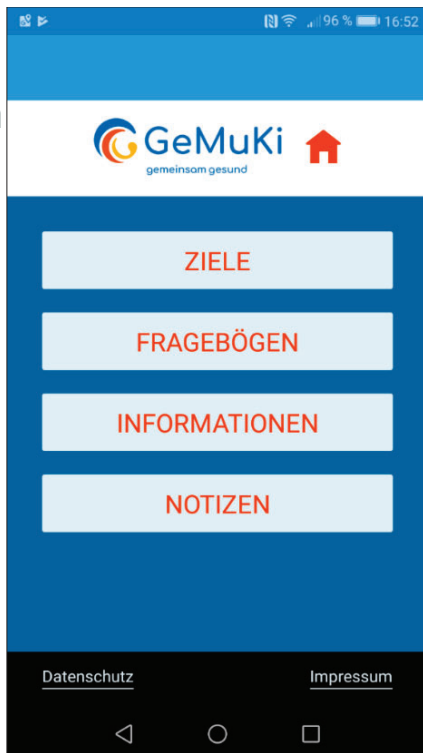 96 % 16:52
GeMuKi
gemeinsam gesund
ZIELE
FRAGEBÖGEN
INFORMATIONEN
NOTIZEN
Datenschutz Impressum